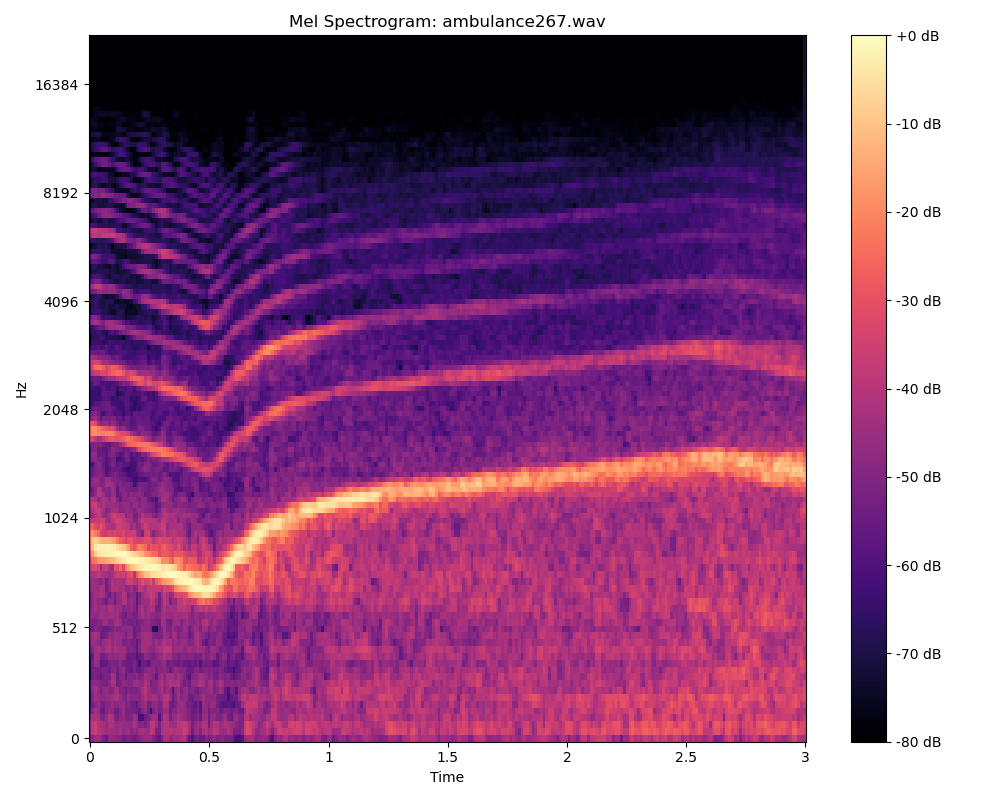 Mel Spectrogram: ambulance267.wav
+0 dB
16384
-10 dB
-20 dB
8192
-30 dB
4096
Hz
-40 dB
2048
-50 dB
1024
-60 dB
512
-70 dB
0
-80 dB
0 0.5 1 1.5 2 2.5 3
Time